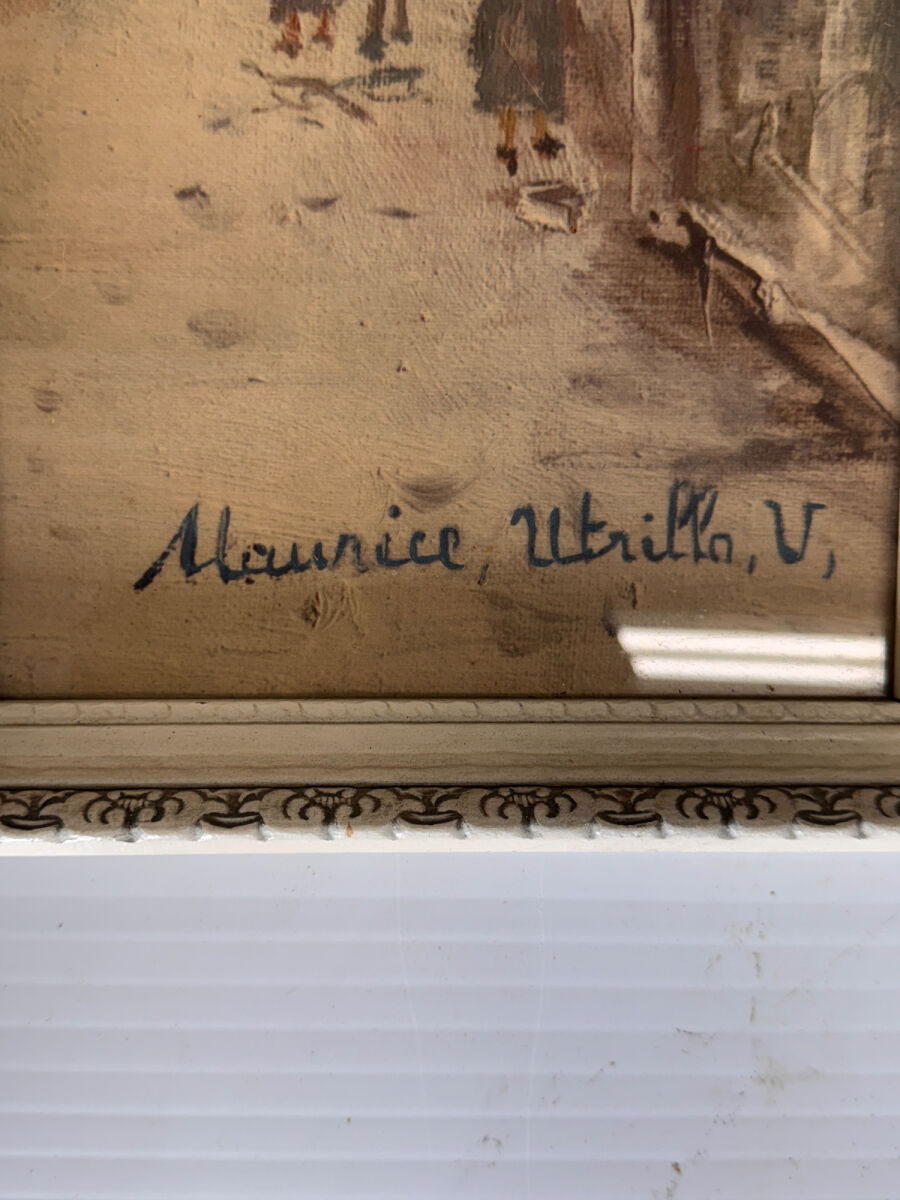 Maurice, Utrillo, V,